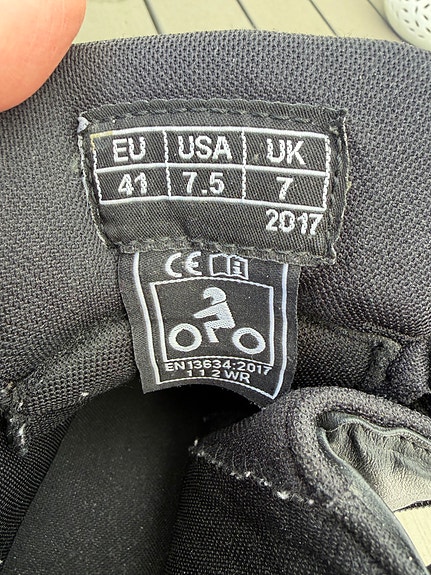 EU USA UK
41 7.5 7
2017
CE
EN13634:2017
1 1 2 WR